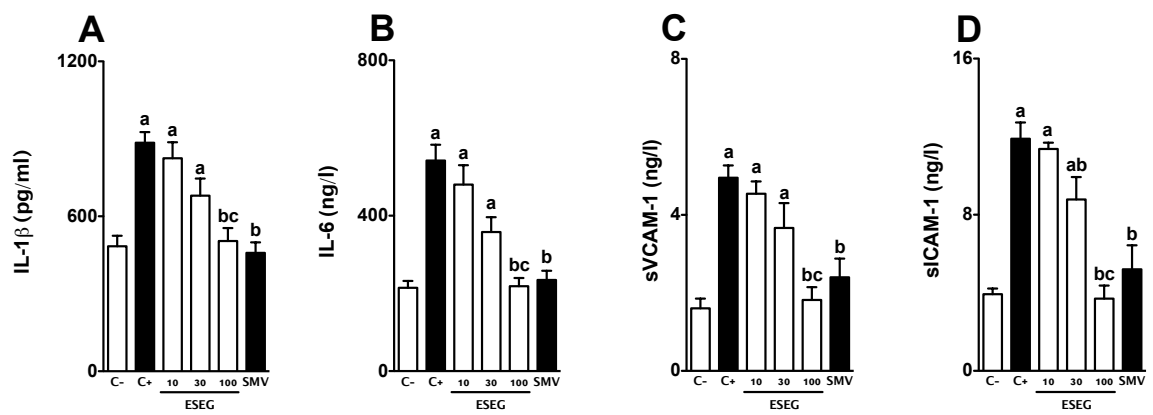 A
IL-1β (pg/ml)
1200
600
0
a
a
a
bc
b
C-
C+
10
30
100
SMV
ESEG
B
IL-6 (ng/l)
800
400
0
a
a
a
bc
b
C-
C+
10
30
100
SMV
ESEG
C
sVCAM-1 (ng/l)
8
4
0
a
a
a
bc
b
C-
C+
10
30
100
SMV
ESEG
D
sICAM-1 (ng/l)
16
8
0
a
a
ab
bc
b
C-
C+
10
30
100
SMV
ESEG